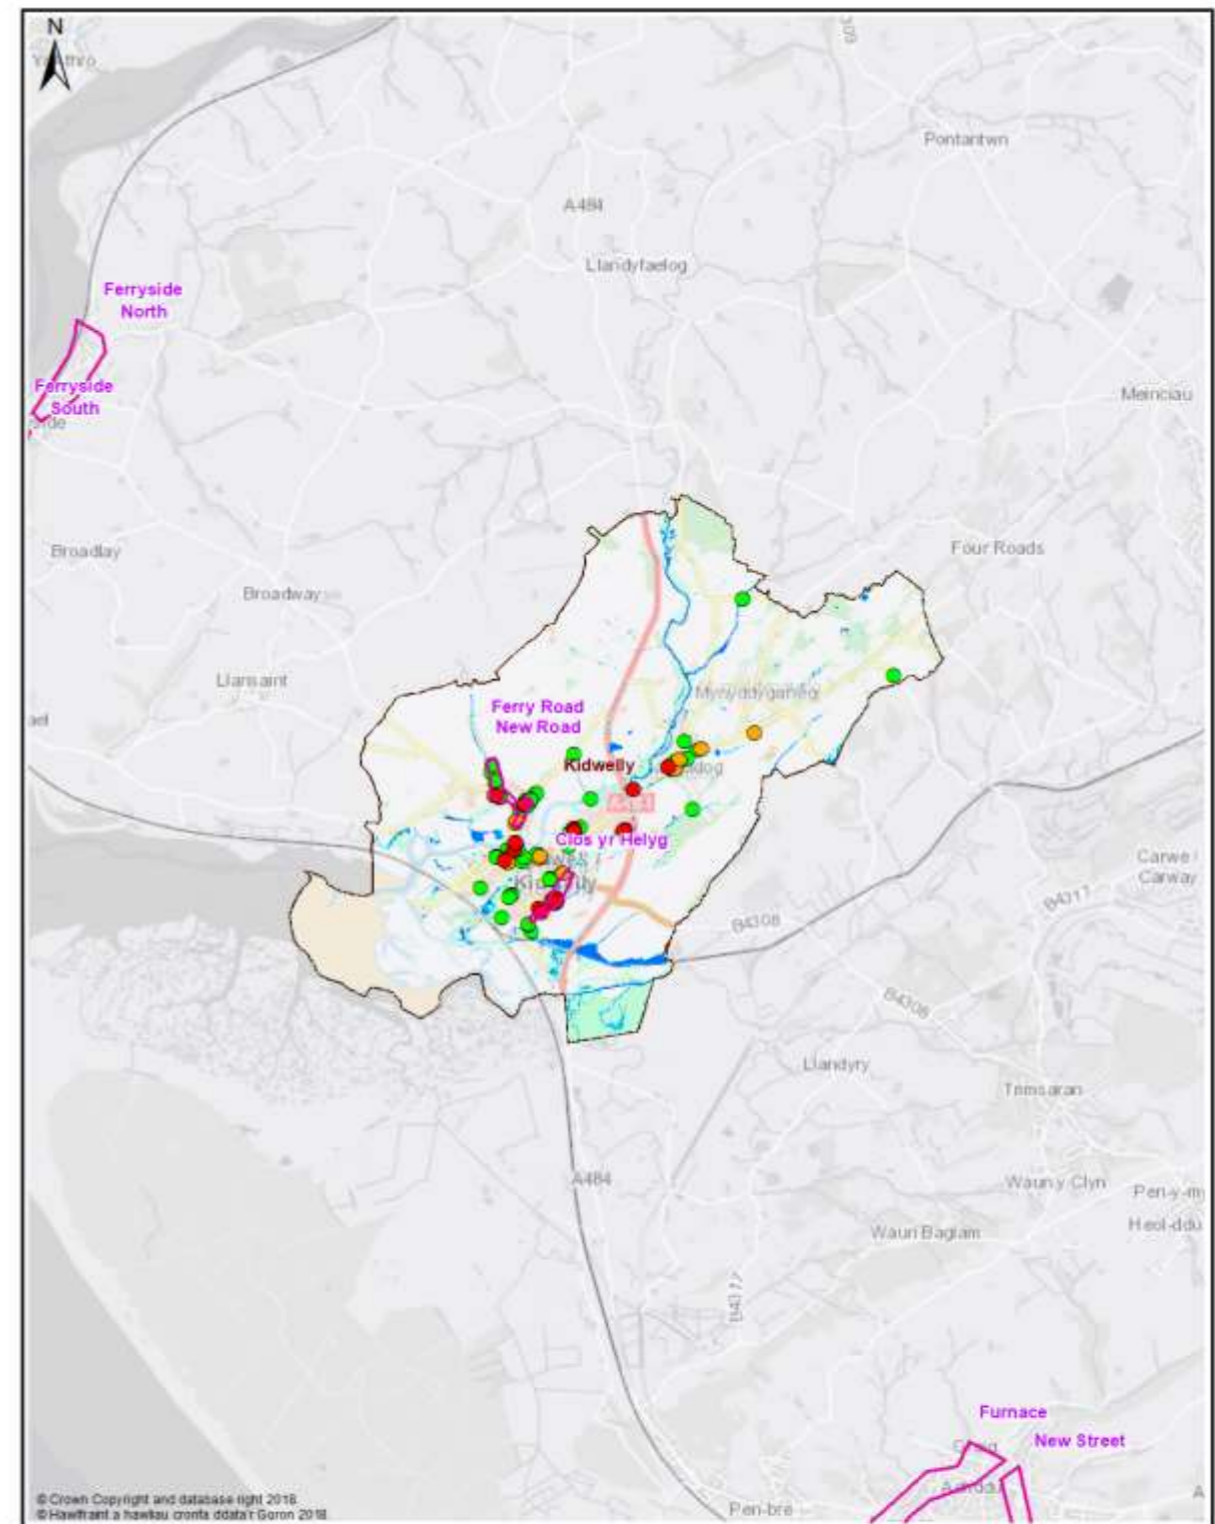 N
Pontantwn
A484
Llandyfaelog
Ferryside
North
Ferryside
South
side
Meinciau
Broadlay
Four Roads
Broadway
Llansaint
Mynyddygarreg
Ferry Road
New Road
Kidwelly
Clos yr Helyg
Kidwelly
Carwe /
Carway
B4317
B4308
B4308
Llandyry
Trimsaran
A484
Waun y Clyn
Pen-y-m
Heol-ddu
Waun Baglam
B4317
Furnace
New Street
Pen-bre
© Crown Copyright and database right 2018
© Hawlfraint a hawliau cronfa ddata'r Goron 2018